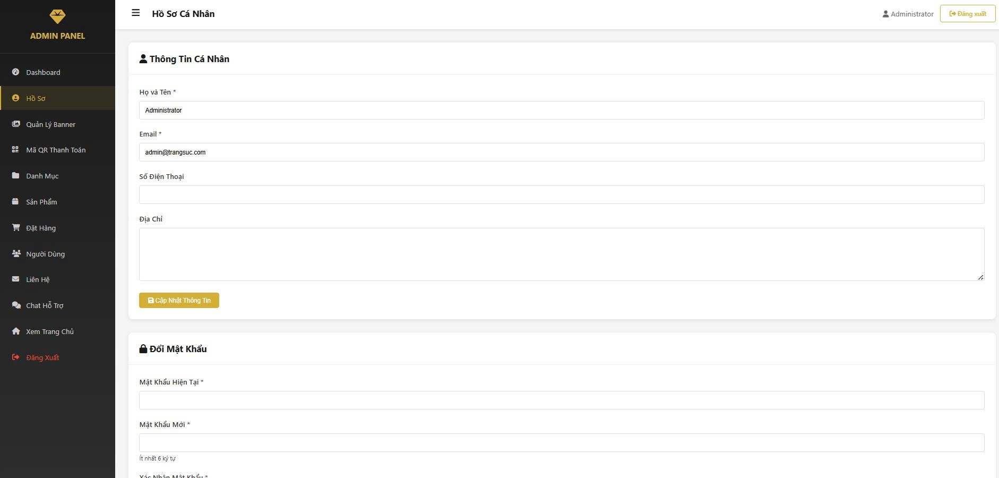 ADMIN PANEL
Dashboard
Hồ Sơ
Quản Lý Banner
Mã QR Thanh Toán
Danh Mục
Sản Phẩm
Đặt Hàng
Người Dùng
Liên Hệ
Chat Hỗ Trợ
Xem Trang Chủ
Đăng Xuất
Hồ Sơ Cá Nhân
Administrator
Đăng xuất
Thông Tin Cá Nhân
Họ và Tên *
Administrator
Email *
admin@trangsuc.com
Số Điện Thoại
Địa Chỉ
Cập Nhật Thông Tin
Đổi Mật Khẩu
Mật Khẩu Hiện Tại *
Mật Khẩu Mới *
Ít nhất 6 ký tự
Xác Nhận Mật Khẩu *